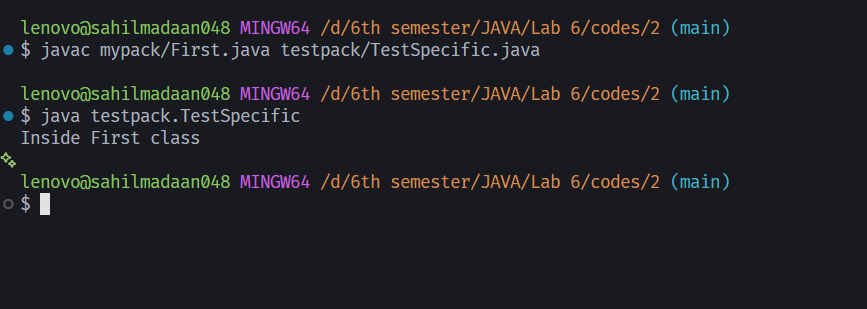 lenovo@sahilmadaan048 MINGW64 /d/6th semester/JAVA/Lab 6/codes/2 (main)
$ javac mypack/First.java testpack/TestSpecific.java
lenovo@sahilmadaan048 MINGW64 /d/6th semester/JAVA/Lab 6/codes/2 (main)
$ java testpack.TestSpecific
Inside First class
lenovo@sahilmadaan048 MINGW64 /d/6th semester/JAVA/Lab 6/codes/2 (main)
$